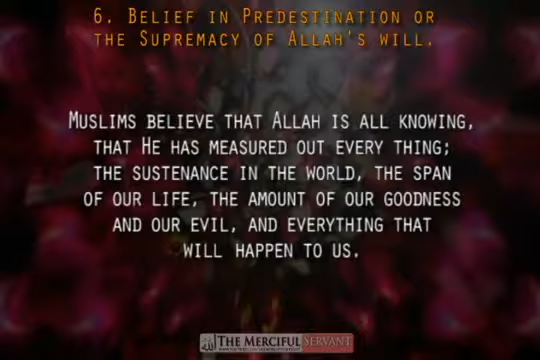 6. Belief in Predestination or
the Supremacy of Allah's will.
Muslims believe that Allah is all knowing,
that He has measured out every thing;
the sustenance in the world, the span
of our life, the amount of our goodness
and our evil, and everything that
will happen to us.
The Merciful Servant